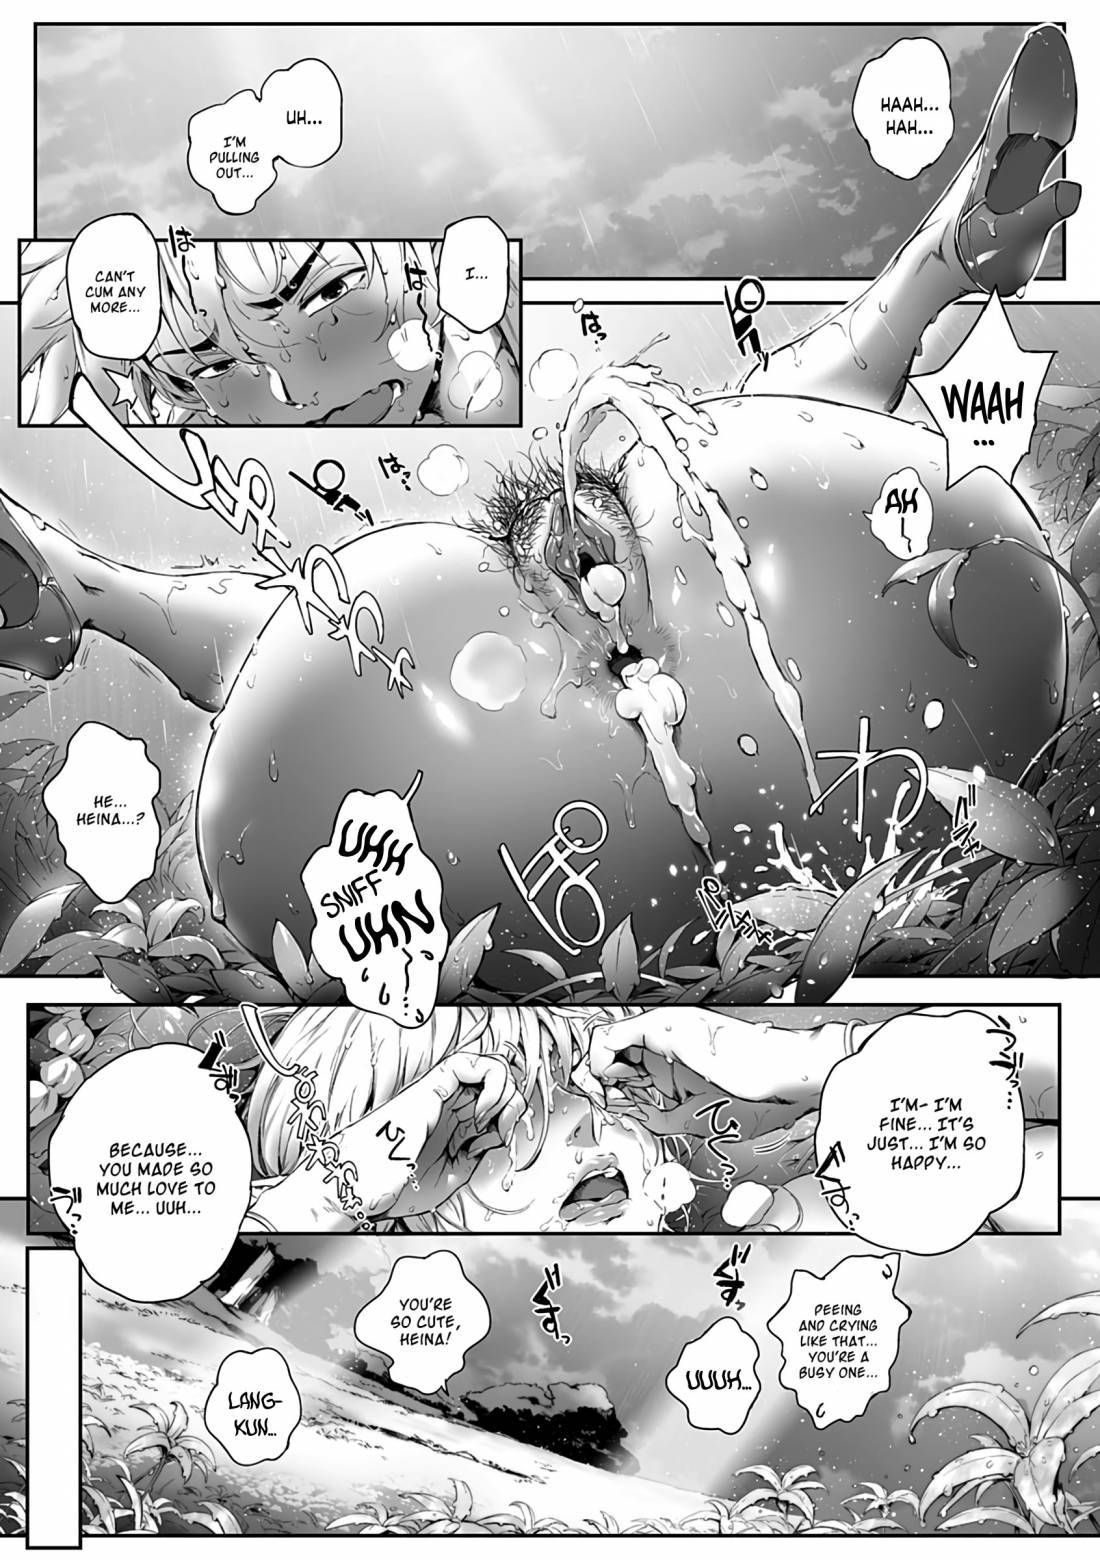 HAAH...
HAH...
UH...
I'M
PULLING
OUT...
I...
CAN'T
CUM ANY
MORE...
WAAH
...
AH
HE...
HEINA...?
UHH
SNIFF
UHN
...
I'M- I'M
FINE... IT'S
JUST... I'M SO
HAPPY...
BECAUSE...
YOU MADE SO
MUCH LOVE TO
ME... UUH...
PEEING
AND CRYING
LIKE THAT...
YOU'RE A
BUSY ONE...
YOU'RE
SO CUTE,
HEINA!
UUUH...
LANG-
KUN...